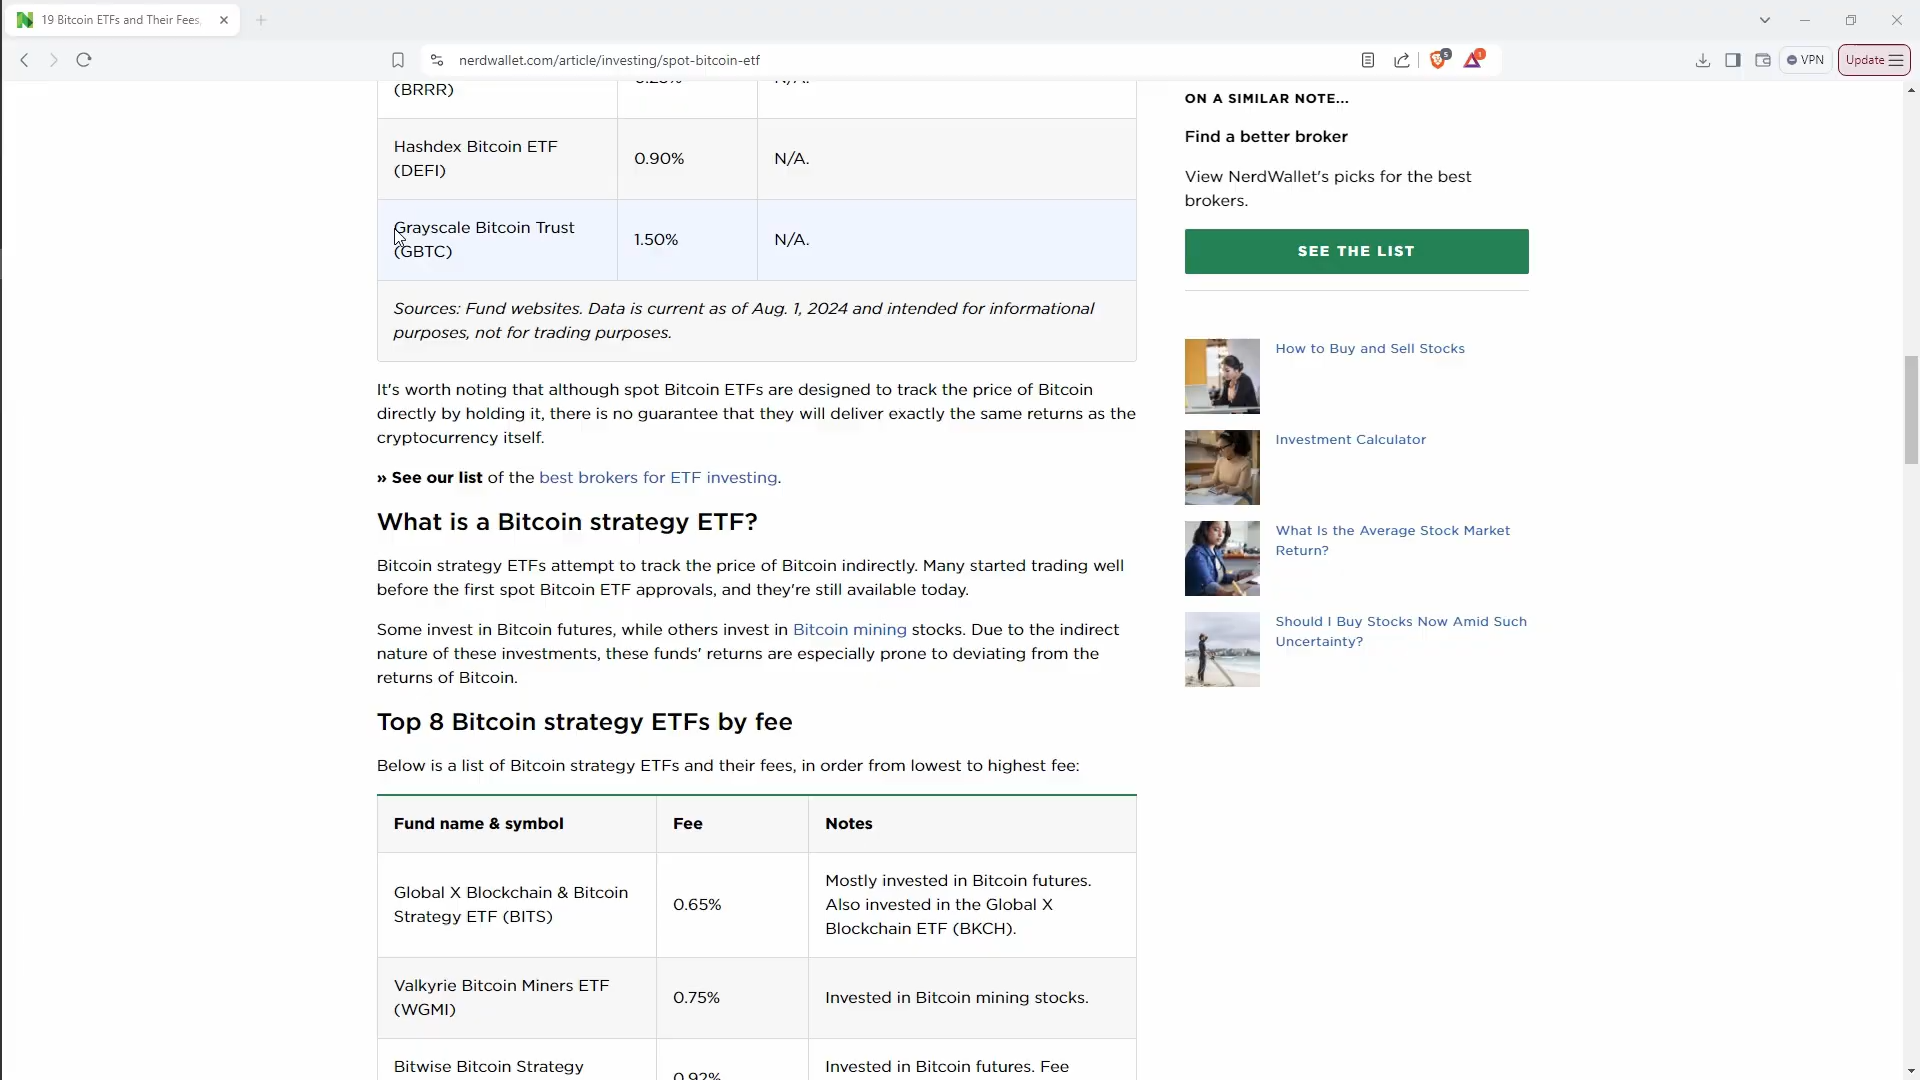 19 Bitcoin ETFs and Their Fees,
nerdwallet.com/article/investing/spot-bitcoin-etf
5
1
VPN
Update
(BRRR)
Hashdex Bitcoin ETF
(DEFI)
0.90%
N/A.
Grayscale Bitcoin Trust
(GBTC)
1.50%
N/A.
Sources: Fund websites. Data is current as of Aug. 1, 2024 and intended for informational
purposes, not for trading purposes.
It's worth noting that although spot Bitcoin ETFs are designed to track the price of Bitcoin
directly by holding it, there is no guarantee that they will deliver exactly the same returns as the
cryptocurrency itself.
» See our list of the best brokers for ETF investing.
What is a Bitcoin strategy ETF?
Bitcoin strategy ETFs attempt to track the price of Bitcoin indirectly. Many started trading well
before the first spot Bitcoin ETF approvals, and they're still available today.
Some invest in Bitcoin futures, while others invest in Bitcoin mining stocks. Due to the indirect
nature of these investments, these funds' returns are especially prone to deviating from the
returns of Bitcoin.
Top 8 Bitcoin strategy ETFs by fee
Below is a list of Bitcoin strategy ETFs and their fees, in order from lowest to highest fee:
Fund name & symbol
Fee
Notes
Global X Blockchain & Bitcoin
Strategy ETF (BITS)
0.65%
Mostly invested in Bitcoin futures.
Also invested in the Global X
Blockchain ETF (BKCH).
Valkyrie Bitcoin Miners ETF
(WGMI)
0.75%
Invested in Bitcoin mining stocks.
Bitwise Bitcoin Strategy
0.92%
Invested in Bitcoin futures. Fee
ON A SIMILAR NOTE...
Find a better broker
View NerdWallet's picks for the best
brokers.
SEE THE LIST
How to Buy and Sell Stocks
Investment Calculator
What Is the Average Stock Market
Return?
Should I Buy Stocks Now Amid Such
Uncertainty?